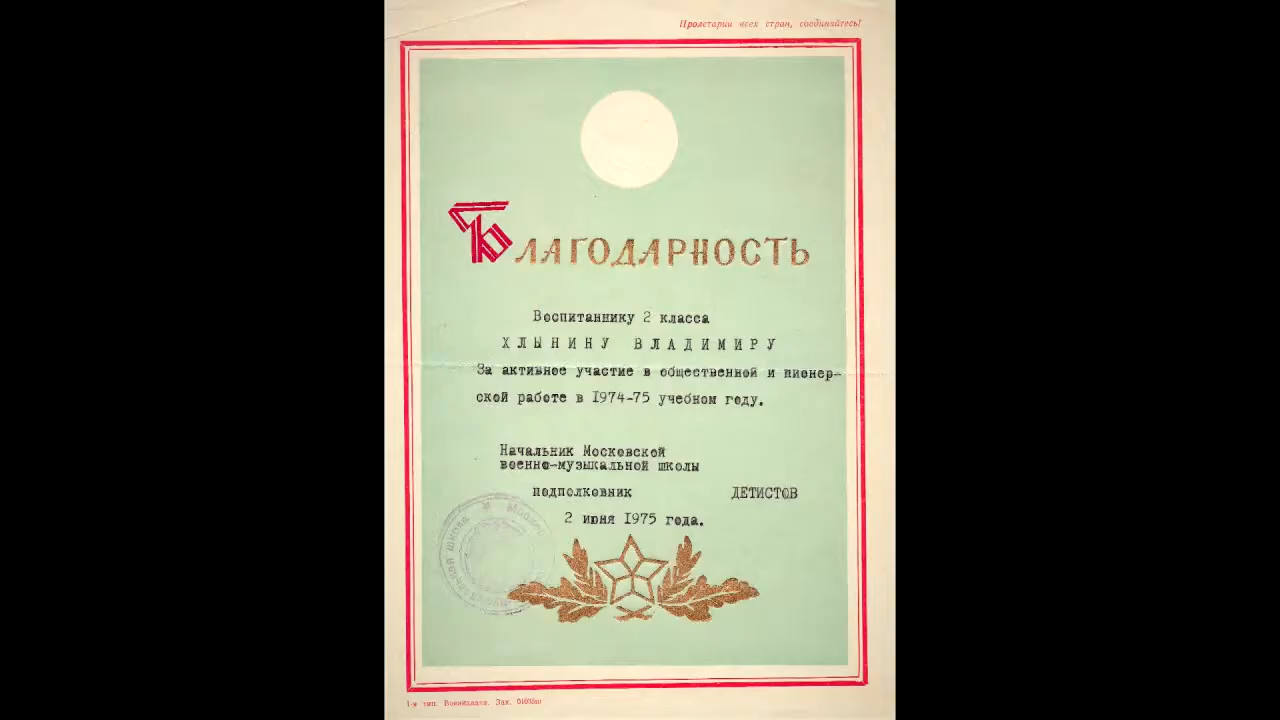 Пролетарии всех стран, соединяйтесь!
Благодарность
Воспитаннику 2 класса
ХЛЫНИНУ ВЛАДИМИРУ
За активное участие в общественной и пионер-
ской работе в 1974-75 учебном году.
Начальник Московской
военно-музыкальной школы
подполковник ДЕТИСТОВ
2 июня 1975 года.
1-я тип. Воениздата. Зак.